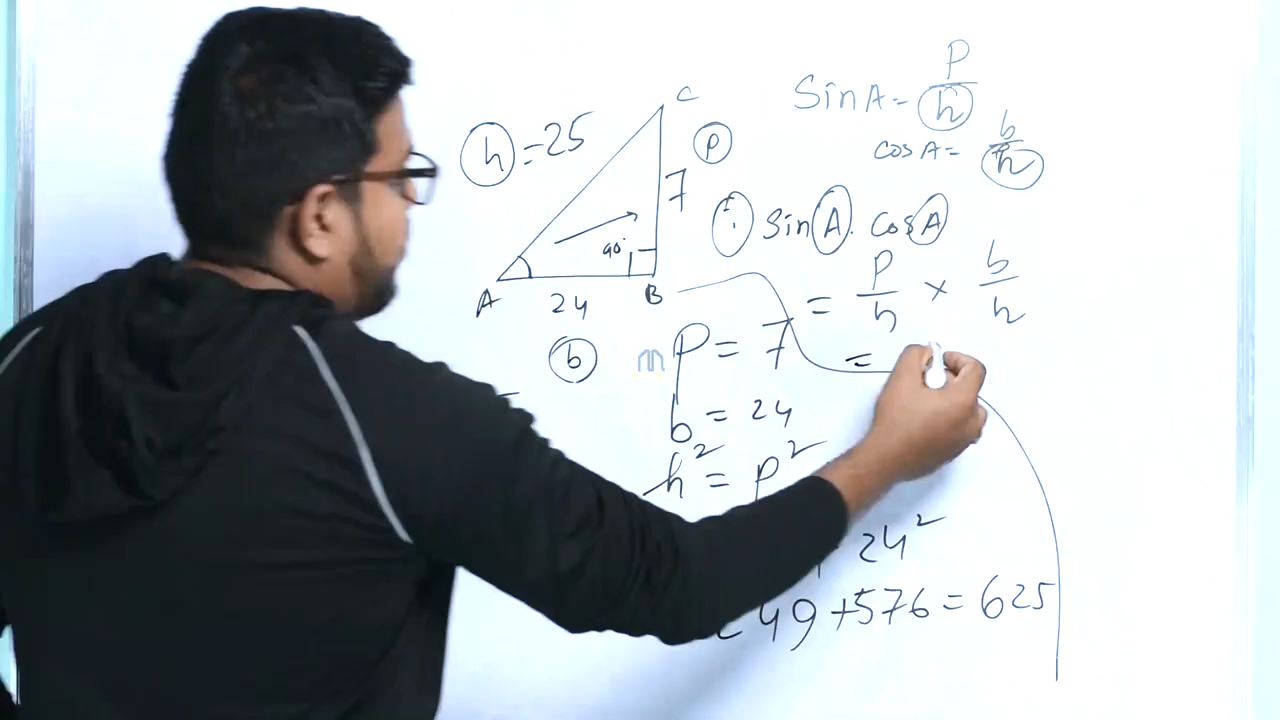 Sin A = P/h
cos A = b/h
C
h = 25
P
7
i. Sin A . cos A
90°
A
24
B
b
= P/h × b/h
P = 7
=
b = 24
h² = p²
24²
49 + 576 = 625